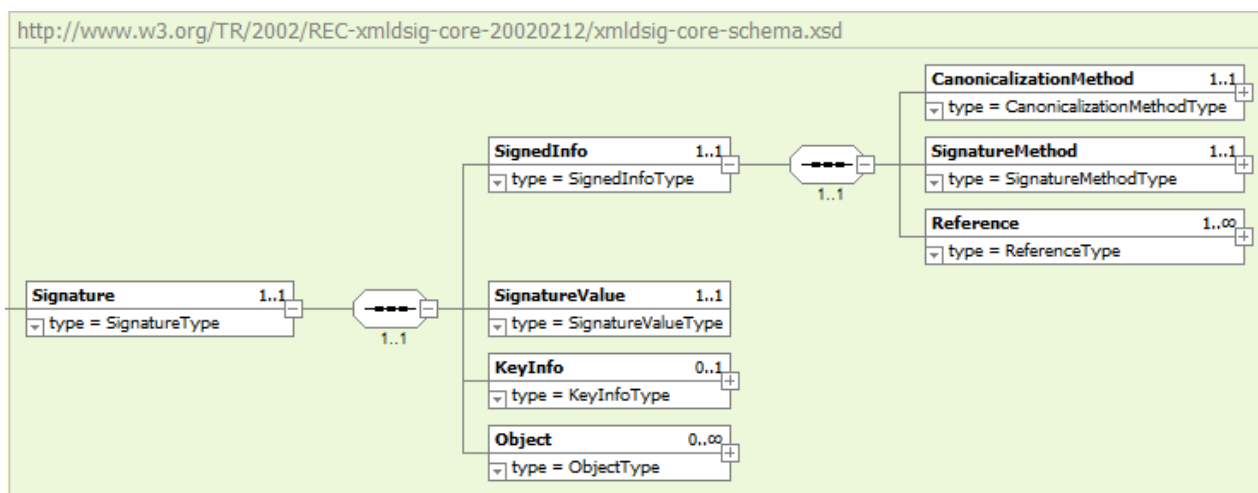 http://www.w3.org/TR/2002/REC-xmldsig-core-20020212/xmldsig-core-schema.xsd
CanonicalizationMethod 1..1
type = CanonicalizationMethodType
SignedInfo 1..1
type = SignedInfoType
1..1
SignatureMethod 1..1
type = SignatureMethodType
Reference 1..∞
type = ReferenceType
Signature 1..1
type = SignatureType
1..1
SignatureValue 1..1
type = SignatureValueType
KeyInfo 0..1
type = KeyInfoType
Object 0..∞
type = ObjectType